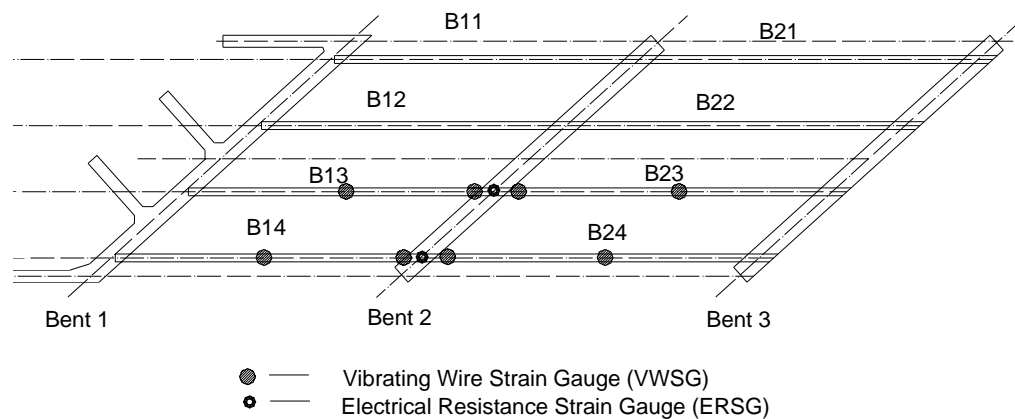 B11
B21
B12
B22
B13
B23
B14
B24
Bent 1
Bent 2
Bent 3
Vibrating Wire Strain Gauge (VWSG)
Electrical Resistance Strain Gauge (ERSG)